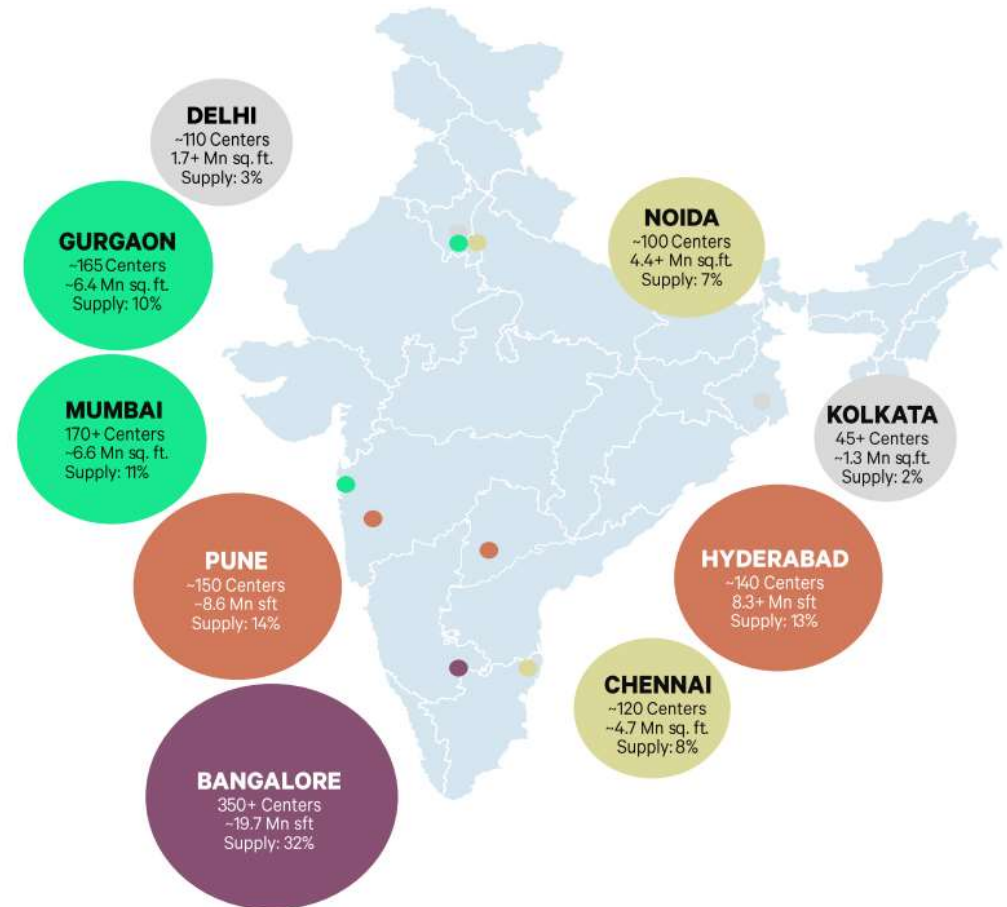 DELHI
~110 Centers
1.7+ Mn sq. ft.
Supply: 3%
GURGAON
~165 Centers
~6.4 Mn sq. ft.
Supply: 10%
NOIDA
~100 Centers
4.4+ Mn sq.ft.
Supply: 7%
MUMBAI
170+ Centers
~6.6 Mn sq. ft.
Supply: 11%
KOLKATA
45+ Centers
~1.3 Mn sq.ft.
Supply: 2%
PUNE
~150 Centers
~8.6 Mn sft
Supply: 14%
HYDERABAD
~140 Centers
8.3+ Mn sft
Supply: 13%
CHENNAI
~120 Centers
~4.7 Mn sq. ft.
Supply: 8%
BANGALORE
350+ Centers
~19.7 Mn sft
Supply: 32%